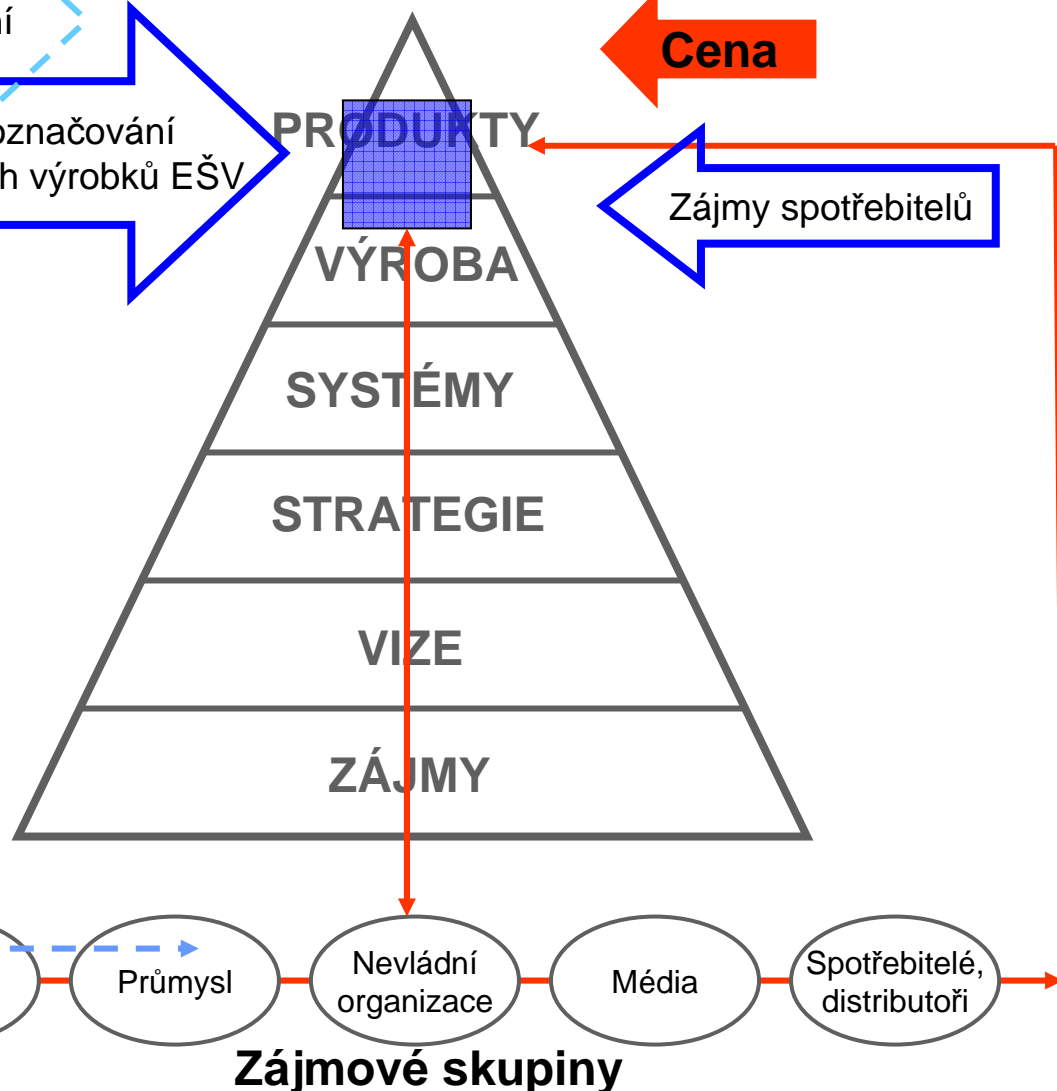 ní
Cena
označování
h výrobků EŠV
PRODUKTY
Zájmy spotřebitelů
VÝROBA
SYSTÉMY
STRATEGIE
VIZE
ZÁJMY
Průmysl
Nevládní
organizace
Média
Spotřebitelé,
distributoři
Zájmové skupiny